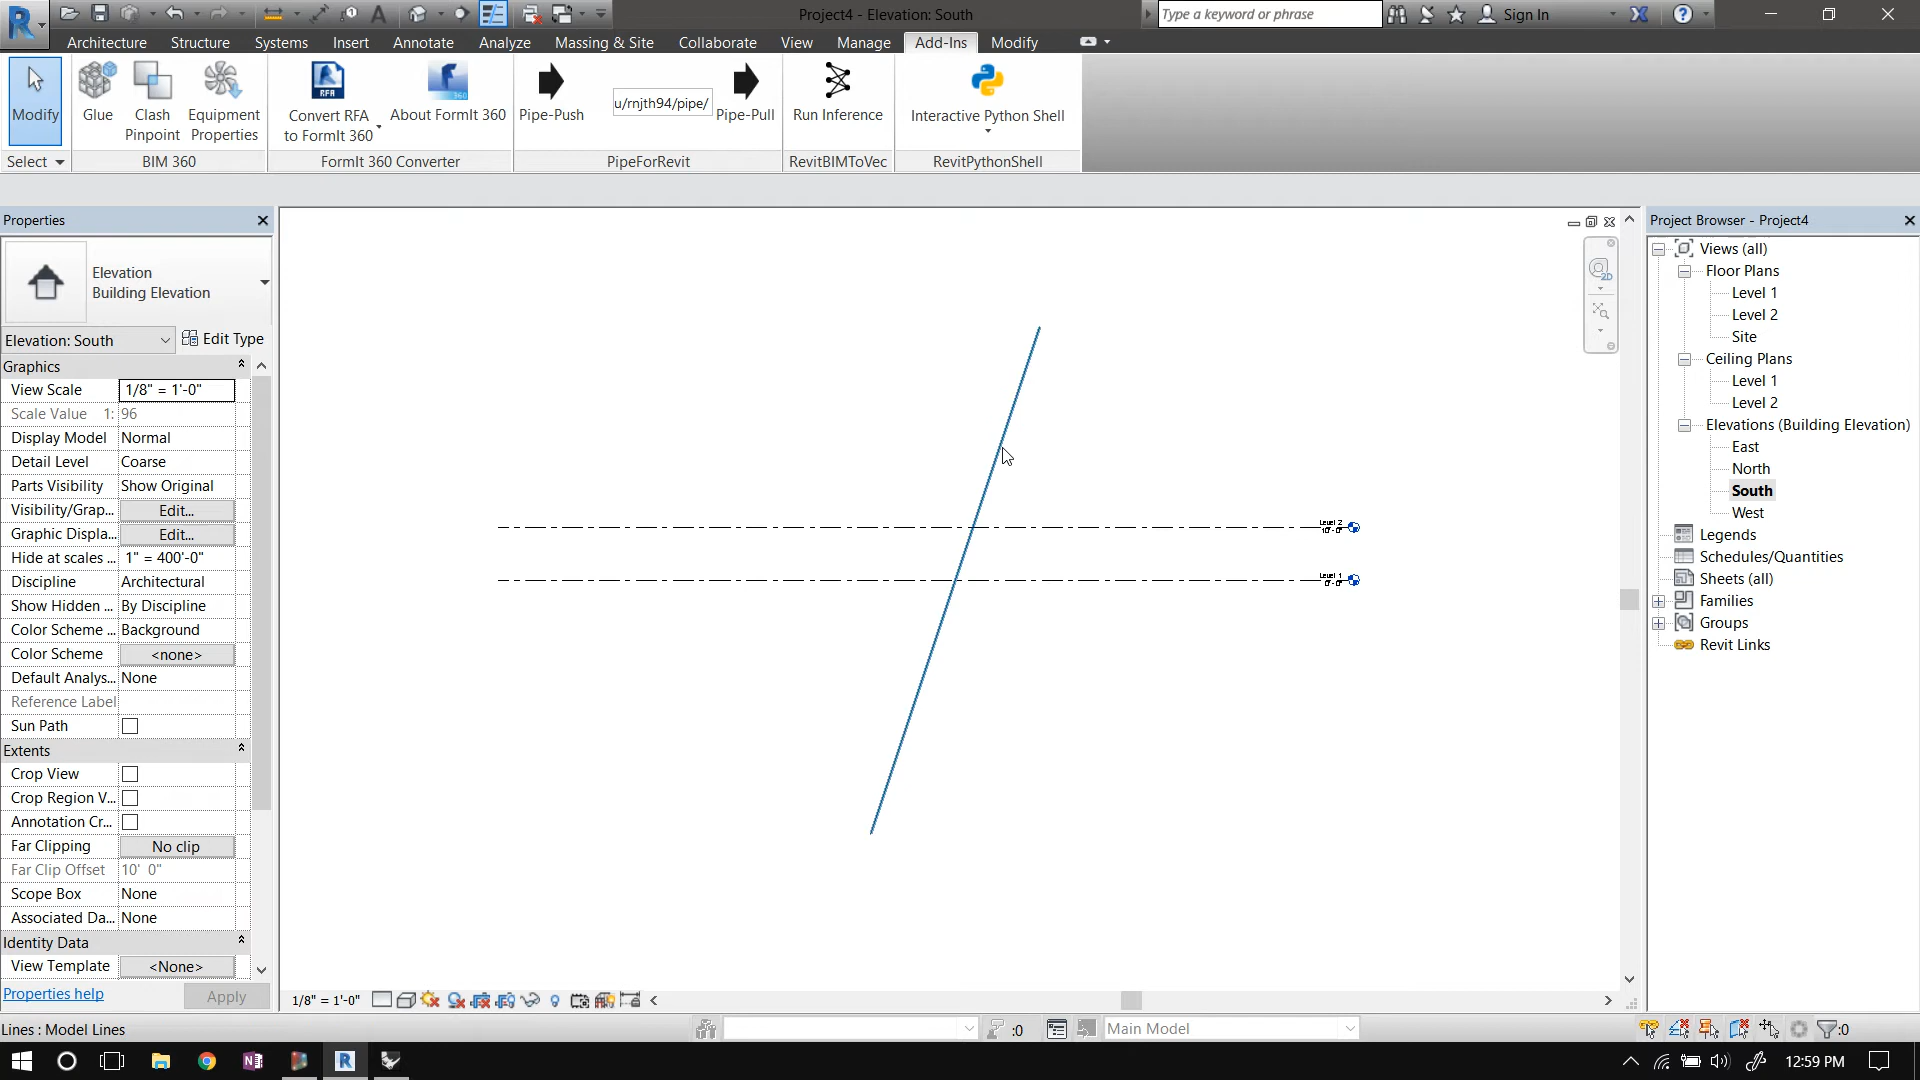 Project4 - Elevation: South
Type a keyword or phrase
Sign In
Architecture Structure Systems Insert Annotate Analyze Massing & Site Collaborate View Manage Add-Ins Modify
Modify
Glue
Clash
Pinpoint
Equipment
Properties
Convert RFA
to FormIt 360
About FormIt 360
Pipe-Push
u/rnjth94/pipe/
Pipe-Pull
Run Inference
Interactive Python Shell
Select
BIM 360
FormIt 360 Converter
PipeForRevit
RevitBIMToVec
RevitPythonShell
Properties
Elevation
Building Elevation
Elevation: South
Edit Type
Graphics
View Scale 1/8" = 1'-0"
Scale Value 1: 96
Display Model Normal
Detail Level Coarse
Parts Visibility Show Original
Visibility/Grap... Edit...
Graphic Displa... Edit...
Hide at scales ... 1" = 400'-0"
Discipline Architectural
Show Hidden ... By Discipline
Color Scheme ... Background
Color Scheme <none>
Default Analys... None
Reference Label
Sun Path
Extents
Crop View
Crop Region V...
Annotation Cr...
Far Clipping No clip
Far Clip Offset 10' 0"
Scope Box None
Associated Da... None
Identity Data
View Template <None>
Properties help
Apply
2D
Level 2
10' - 0"
Level 1
0' - 0"
1/8" = 1'-0"
Project Browser - Project4
Views (all)
Floor Plans
Level 1
Level 2
Site
Ceiling Plans
Level 1
Level 2
Elevations (Building Elevation)
East
North
South
West
Legends
Schedules/Quantities
Sheets (all)
Families
Groups
Revit Links
Lines : Model Lines
:0
Main Model
:0
12:59 PM